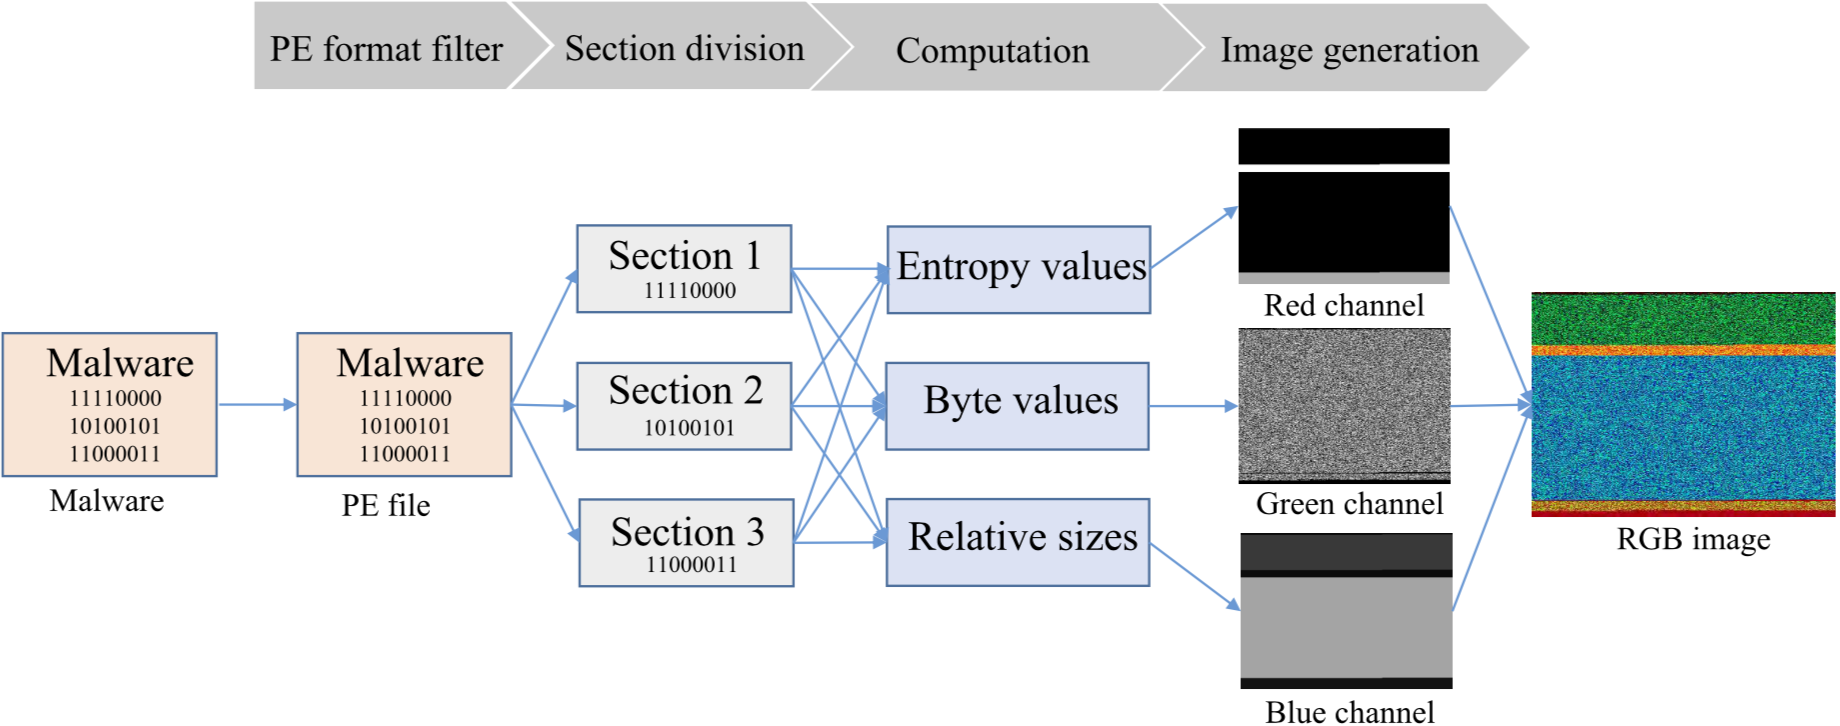 PE format filter
Section division
Computation
Image generation
Malware
11110000
10100101
11000011
Malware
Malware
11110000
10100101
11000011
PE file
Section 1
11110000
Section 2
10100101
Section 3
11000011
Entropy values
Byte values
Relative sizes
Red channel
Green channel
Blue channel
RGB image